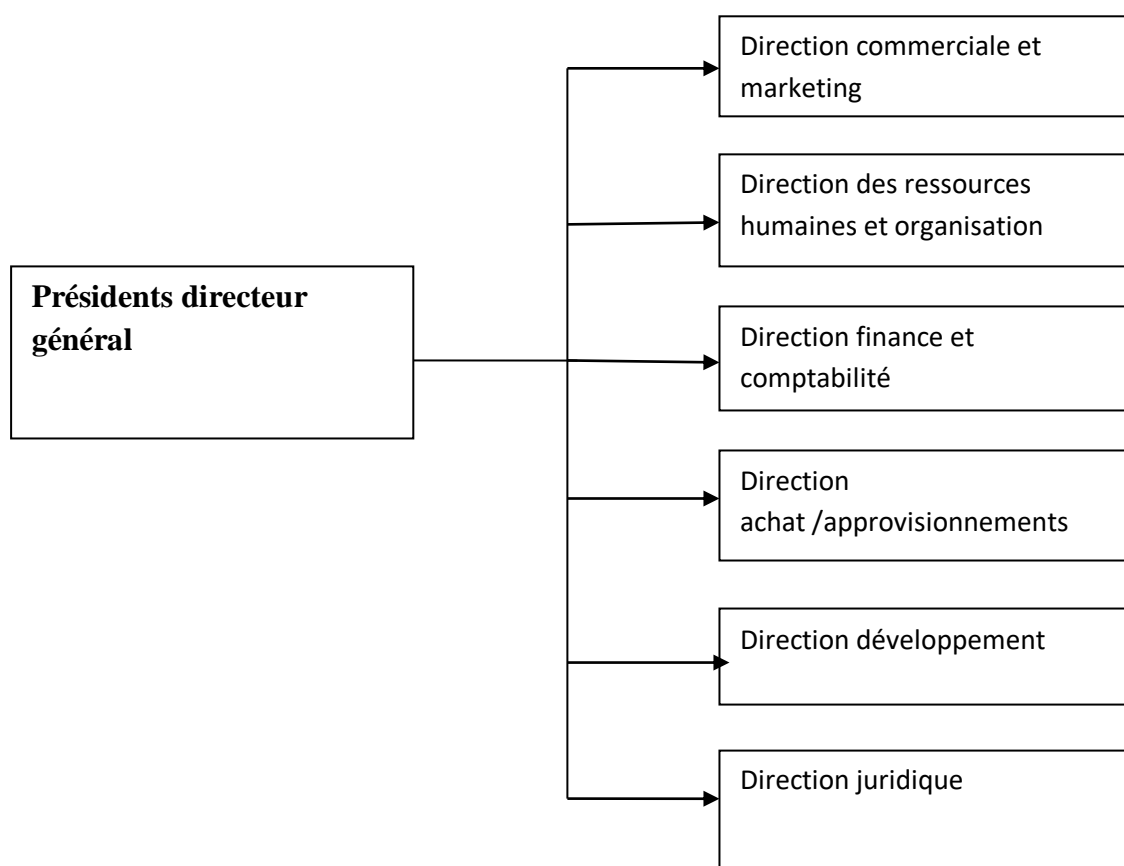 Présidents directeur
général
Direction commerciale et
marketing
Direction des ressources
humaines et organisation
Direction finance et
comptabilité
Direction
achat /approvisionnements
Direction développement
Direction juridique